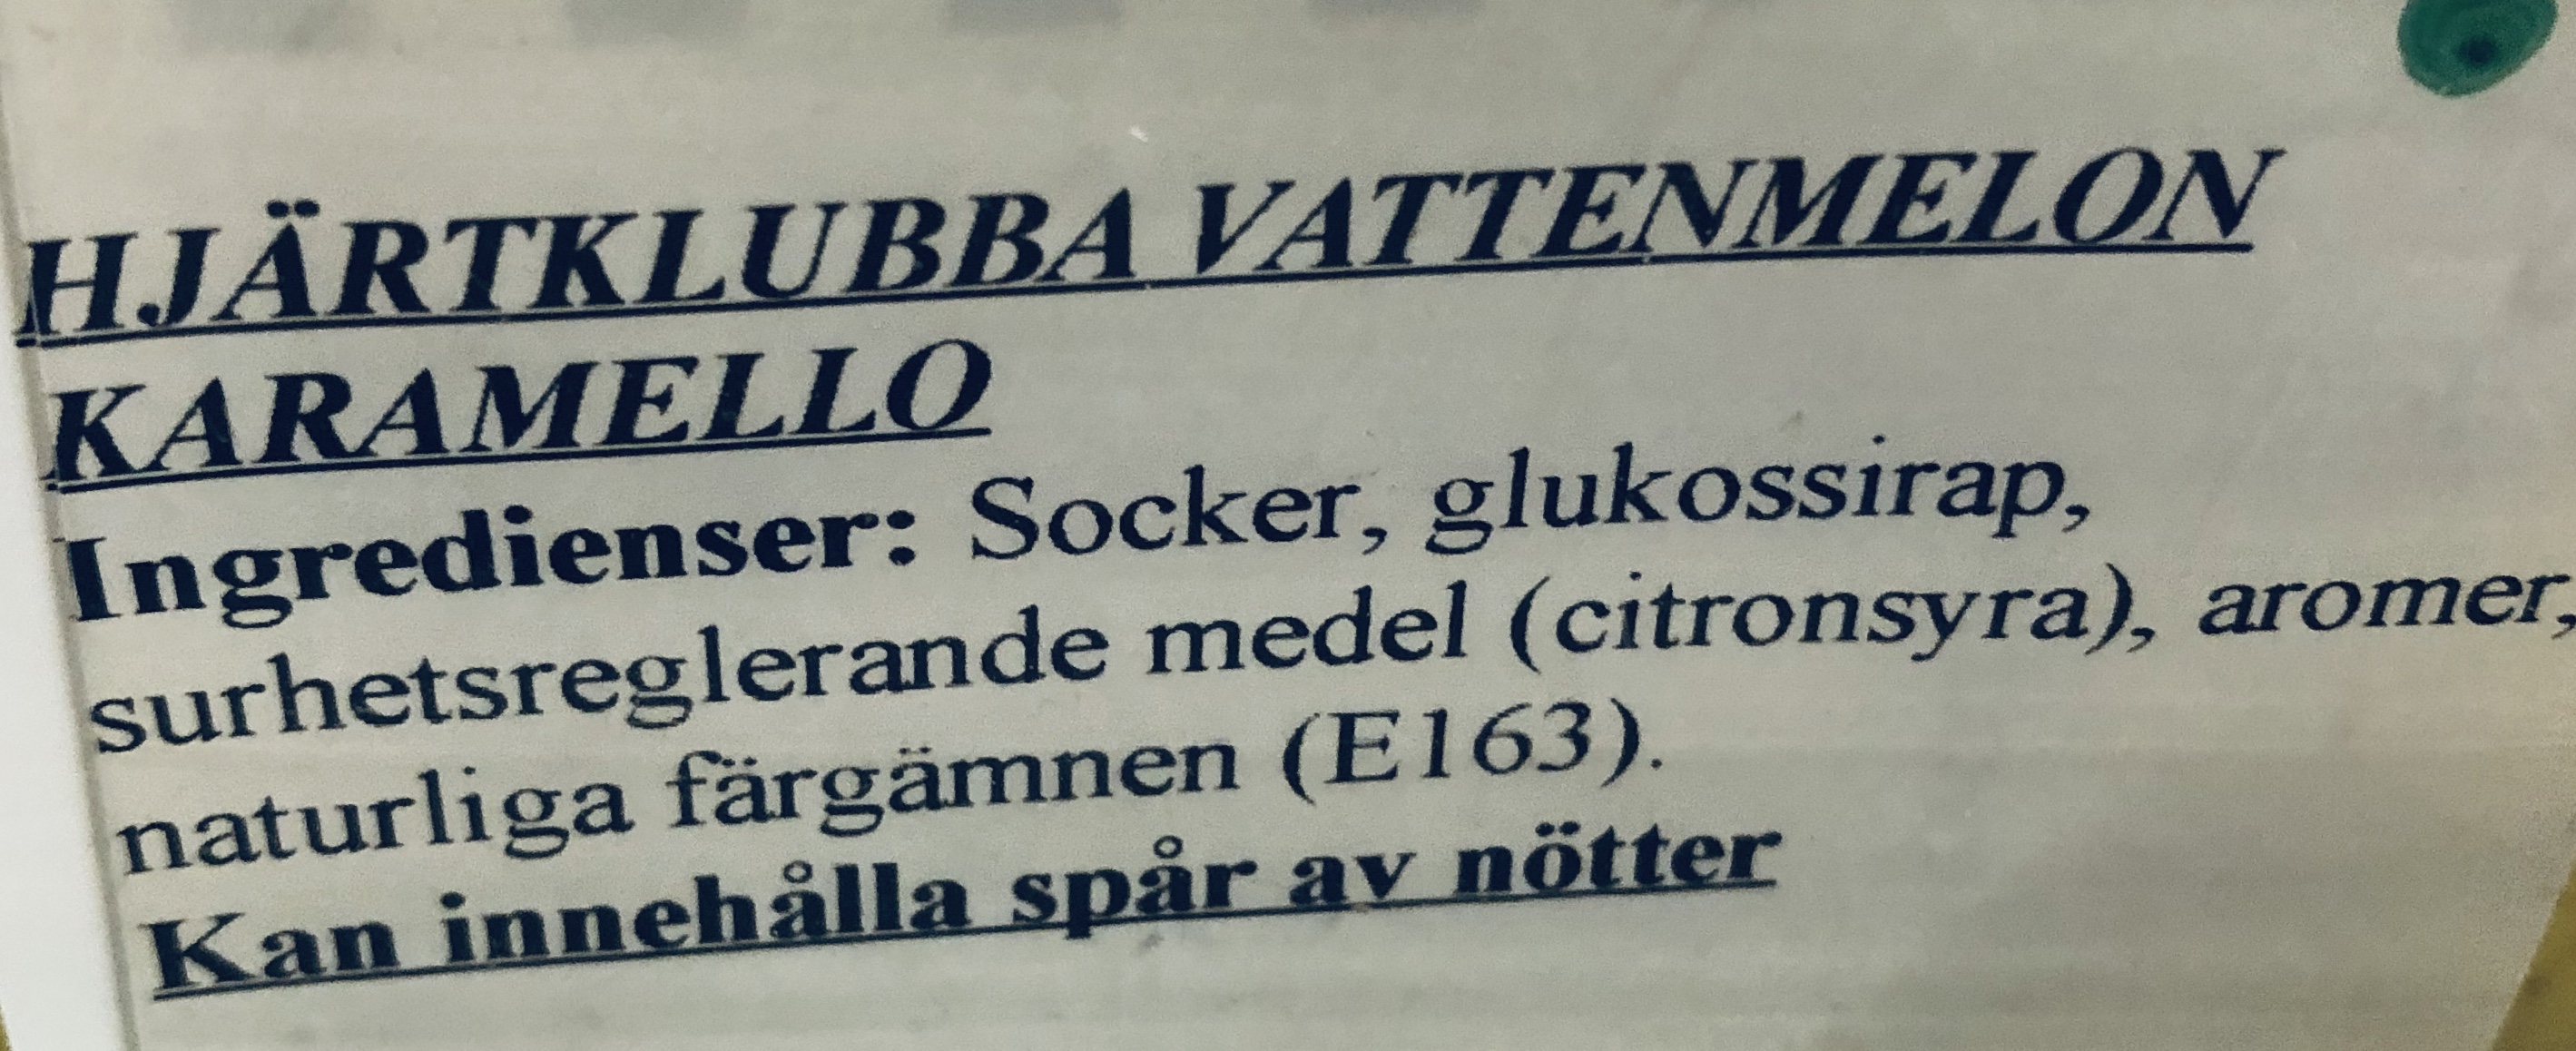 HJÄRTKLUBBA VATTENMELON
KARAMELLO
Ingredienser: Socker, glukossirap,
surhetsreglerande medel (citronsyra), aromer,
naturliga färgämnen (E163).
Kan innehålla spår av nötter